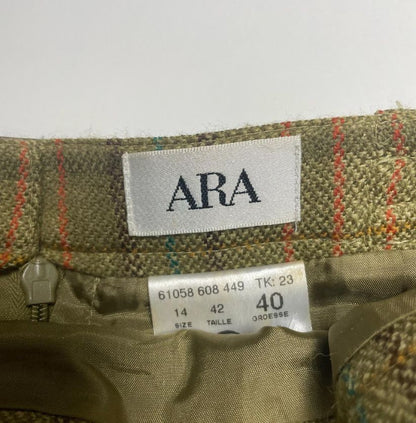 ARA
61058 608 449 TK: 23
14 42 40
SIZE TAILLE GROESSE